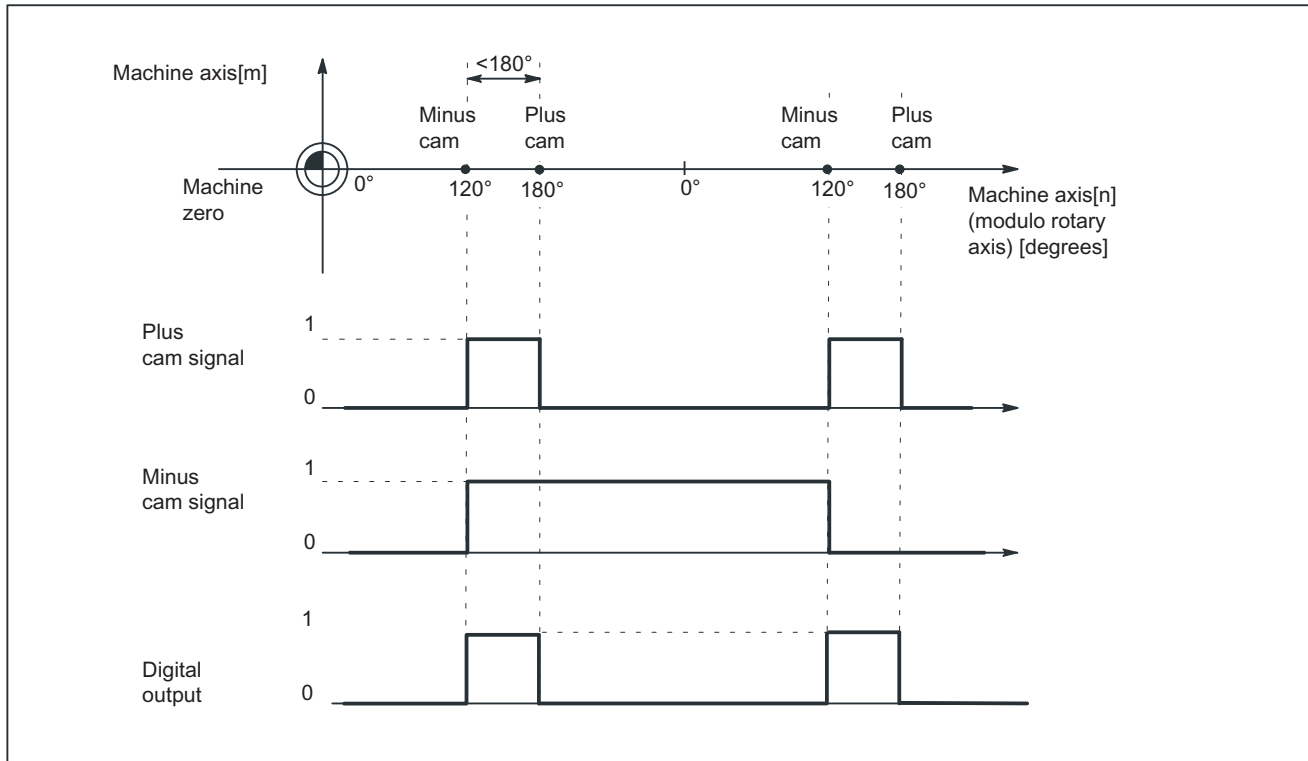 Machine axis[m]
<180°
Minus
cam
Plus
cam
Minus
cam
Plus
cam
Machine
zero
0°
120°
180°
0°
120°
180°
Machine axis[n]
(modulo rotary
axis) [degrees]
Plus
cam signal
1
0
Minus
cam signal
1
0
Digital
output
1
0